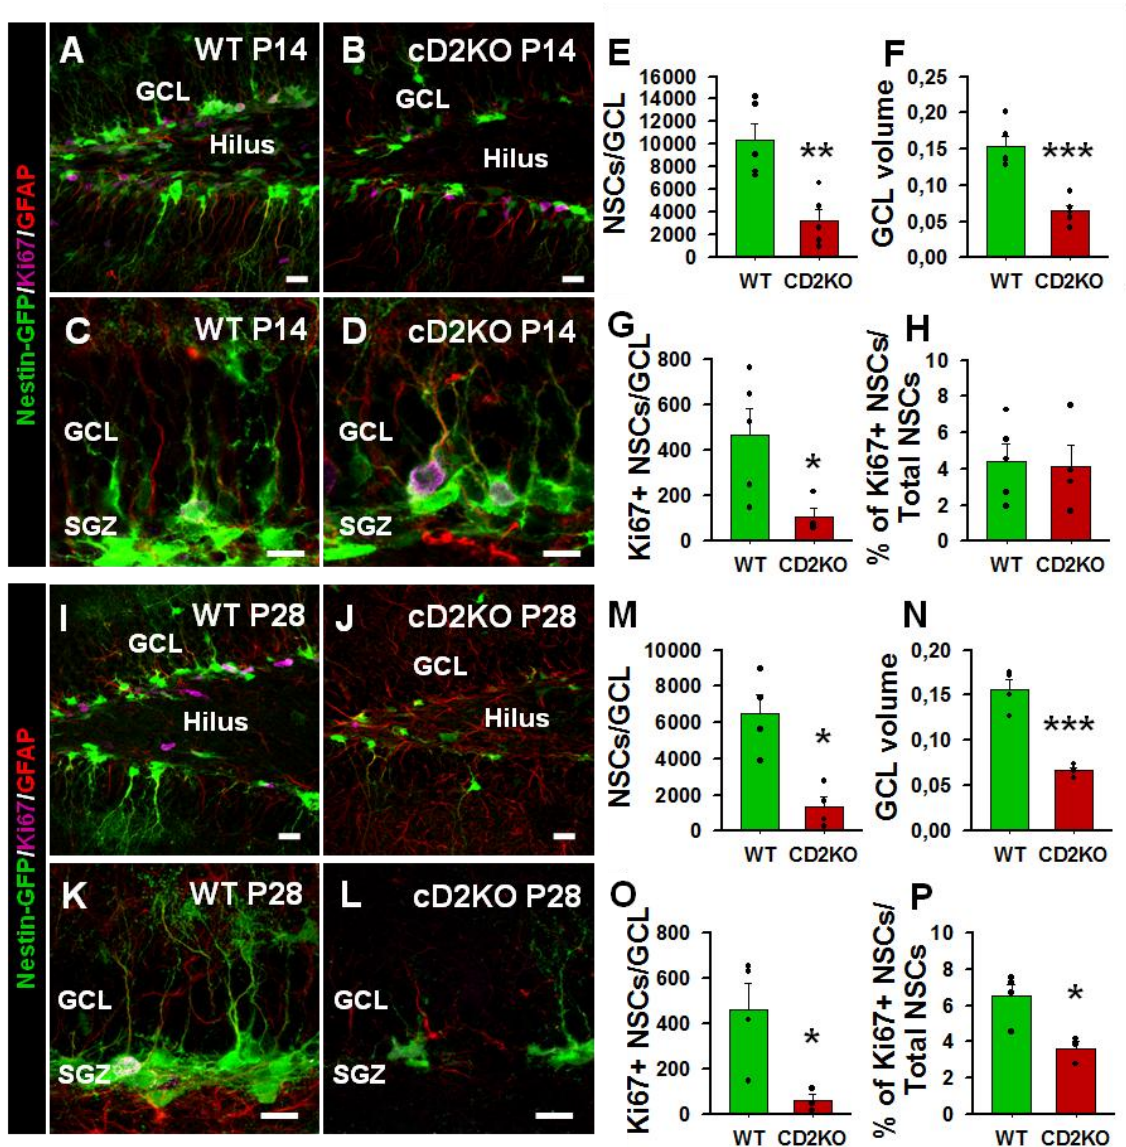 Nestin-GFP/Ki67/GFAP
A
WT P14
GCL
Hilus
B
cD2KO P14
GCL
Hilus
C
WT P14
GCL
SGZ
D
cD2KO P14
GCL
SGZ
E
NSCs/GCL
16000
14000
12000
10000
8000
6000
4000
2000
0
**
WT CD2KO
F
GCL volume
0,25
0,20
0,15
0,10
0,05
0,00
***
WT CD2KO
G
Ki67+ NSCs/GCL
800
600
400
200
0
*
WT CD2KO
H
% of Ki67+ NSCs/
Total NSCs
10
8
6
4
2
0
WT CD2KO
Nestin-GFP/Ki67/GFAP
I
WT P28
GCL
Hilus
J
cD2KO P28
GCL
Hilus
K
WT P28
GCL
SGZ
L
cD2KO P28
GCL
SGZ
M
NSCs/GCL
10000
8000
6000
4000
2000
0
*
WT CD2KO
N
GCL volume
0,20
0,15
0,10
0,05
0,00
***
WT CD2KO
O
Ki67+ NSCs/GCL
800
600
400
200
0
*
WT CD2KO
P
% of Ki67+ NSCs/
Total NSCs
10
8
6
4
2
0
*
WT CD2KO